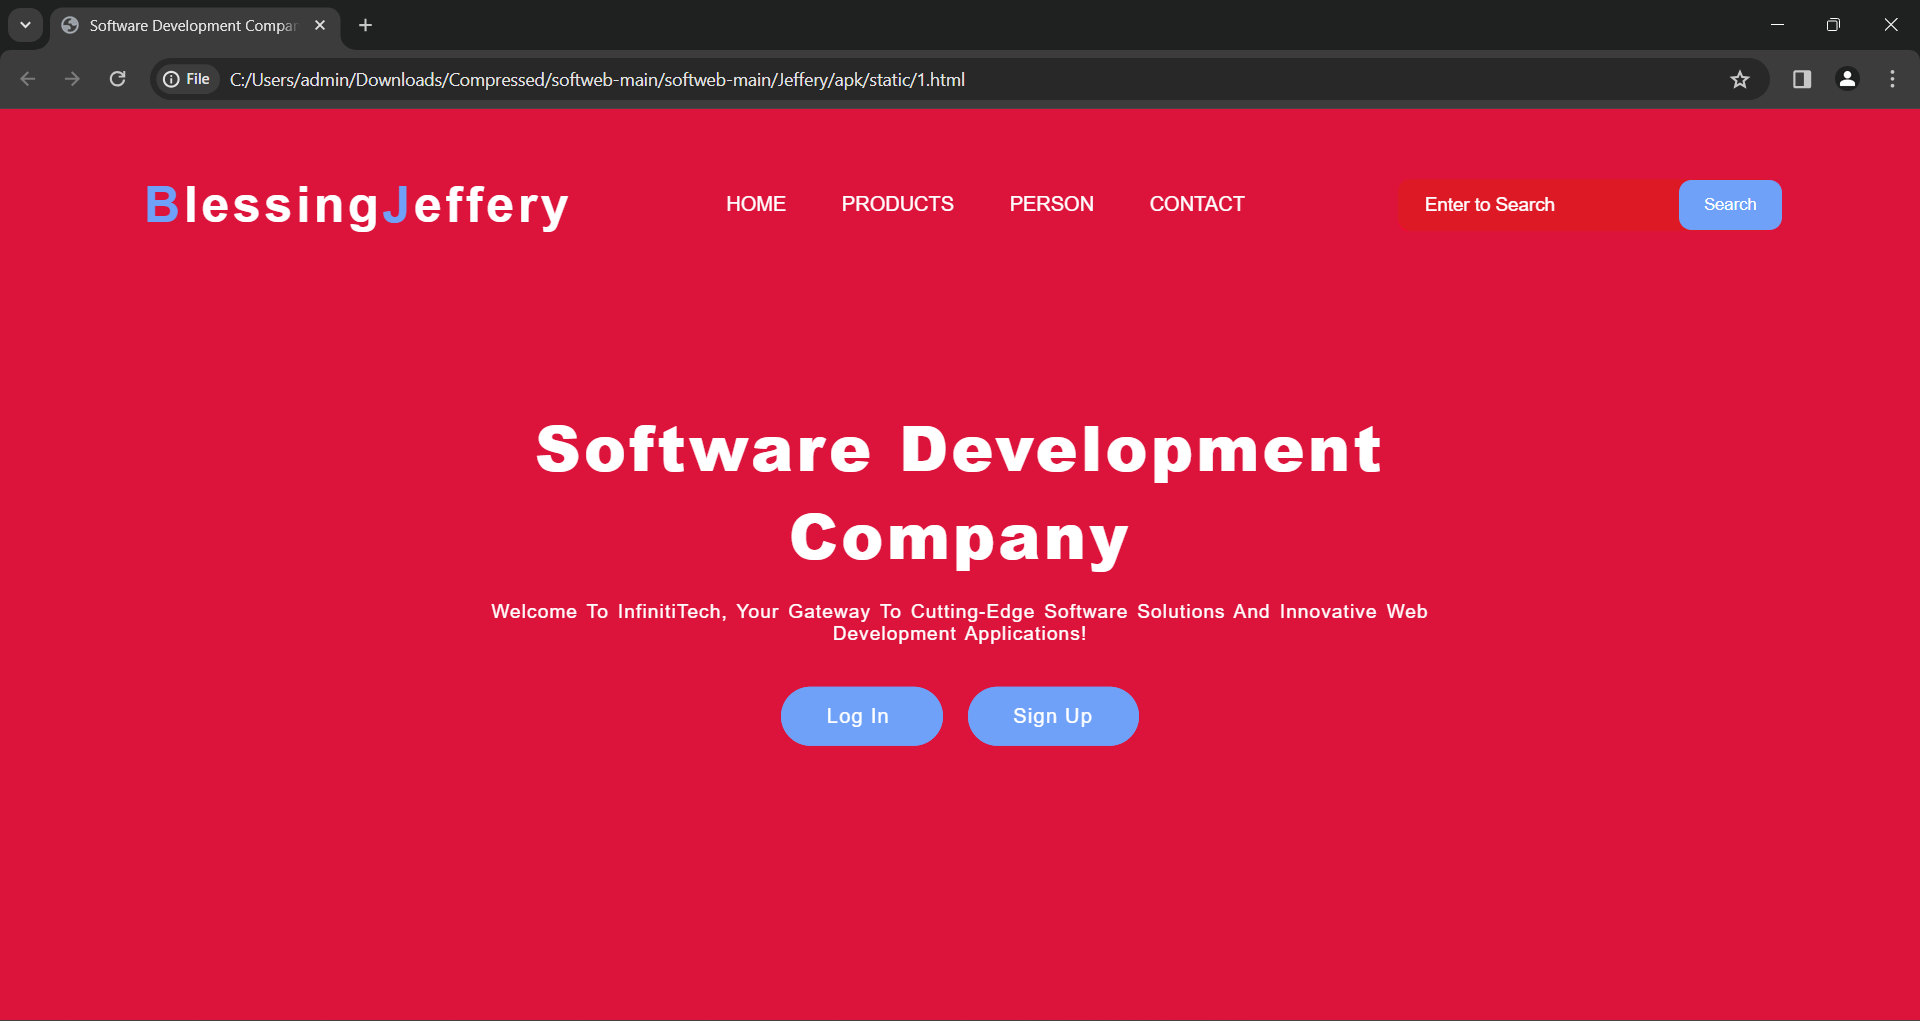 Software Development Compan
File
C:/Users/admin/Downloads/Compressed/softweb-main/softweb-main/Jeffery/apk/static/1.html
BlessingJeffery
HOME PRODUCTS PERSON CONTACT
Enter to Search
Search
Software Development
Company
Welcome To InfinitiTech, Your Gateway To Cutting-Edge Software Solutions And Innovative Web
Development Applications!
Log In
Sign Up